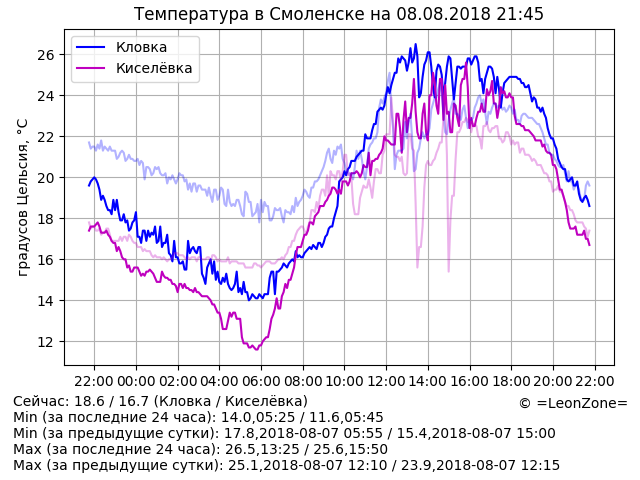 Температура в Смоленске на 08.08.2018 21:45
Кловка
Киселёвка
градусов Цельсия, °C
26
24
22
20
18
16
14
12
22:00 00:00 02:00 04:00 06:00 08:00 10:00 12:00 14:00 16:00 18:00 20:00 22:00
Сейчас: 18.6 / 16.7 (Кловка / Киселёвка)
© =LeonZone=
Min (за последние 24 часа): 14.0,05:25 / 11.6,05:45
Min (за предыдущие сутки): 17.8,2018-08-07 05:55 / 15.4,2018-08-07 15:00
Max (за последние 24 часа): 26.5,13:25 / 25.6,15:50
Max (за предыдущие сутки): 25.1,2018-08-07 12:10 / 23.9,2018-08-07 12:15